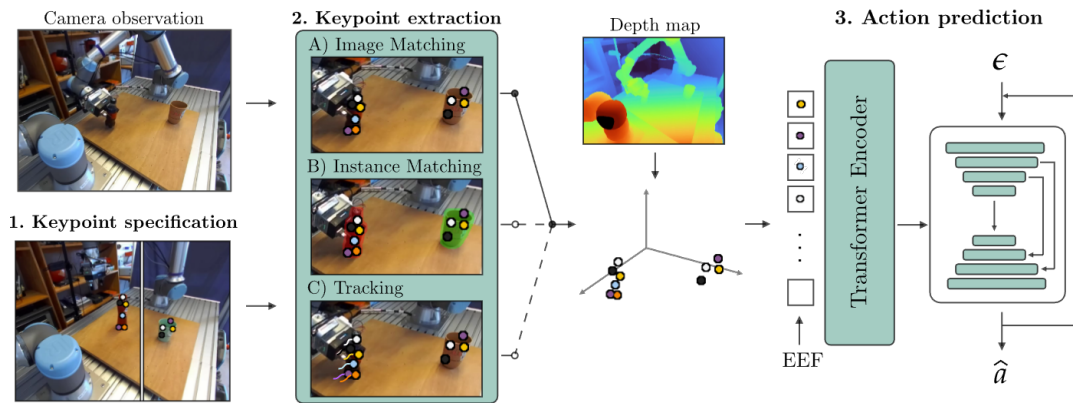 Camera observation
1. Keypoint specification
2. Keypoint extraction
A) Image Matching
B) Instance Matching
C) Tracking
Depth map
3. Action prediction
EEF
Transformer Encoder
ϵ
â